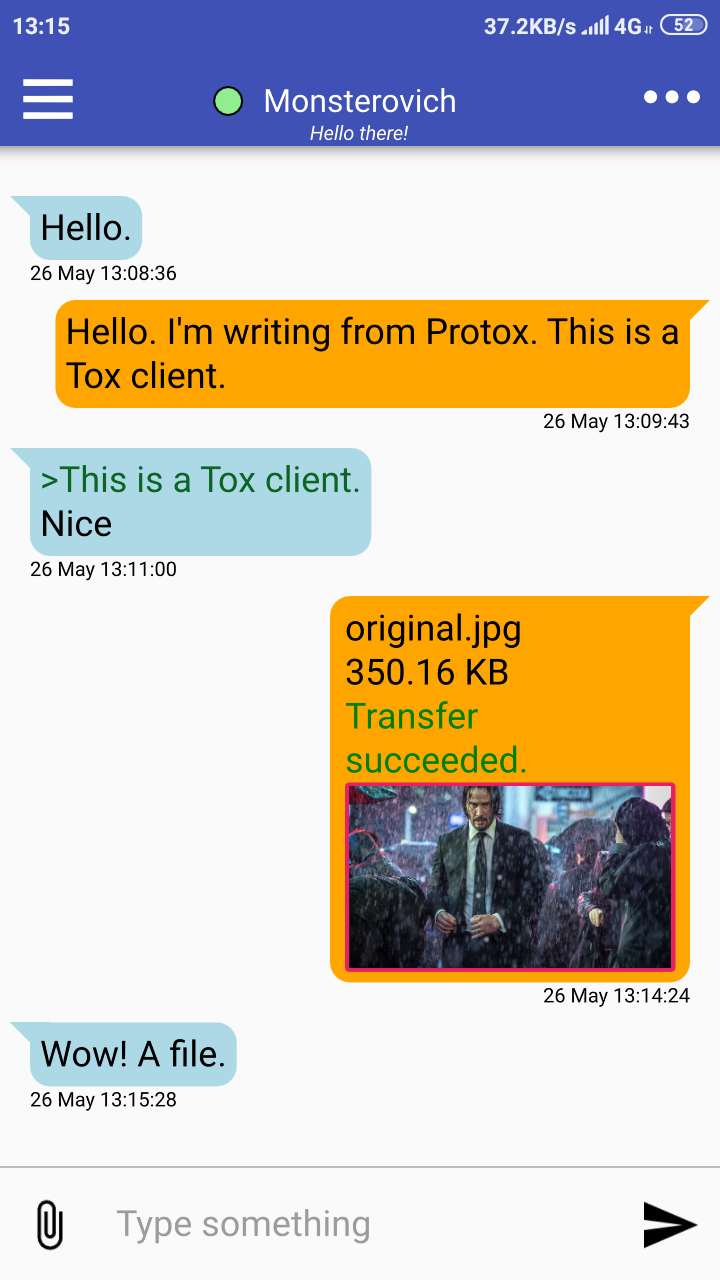 13:15
37.2KB/s 4G 52
Monsterovich
Hello there!
Hello.
26 May 13:08:36
Hello. I'm writing from Protox. This is a
Tox client.
26 May 13:09:43
>This is a Tox client.
Nice
26 May 13:11:00
original.jpg
350.16 KB
Transfer
succeeded.
26 May 13:14:24
Wow! A file.
26 May 13:15:28
Type something